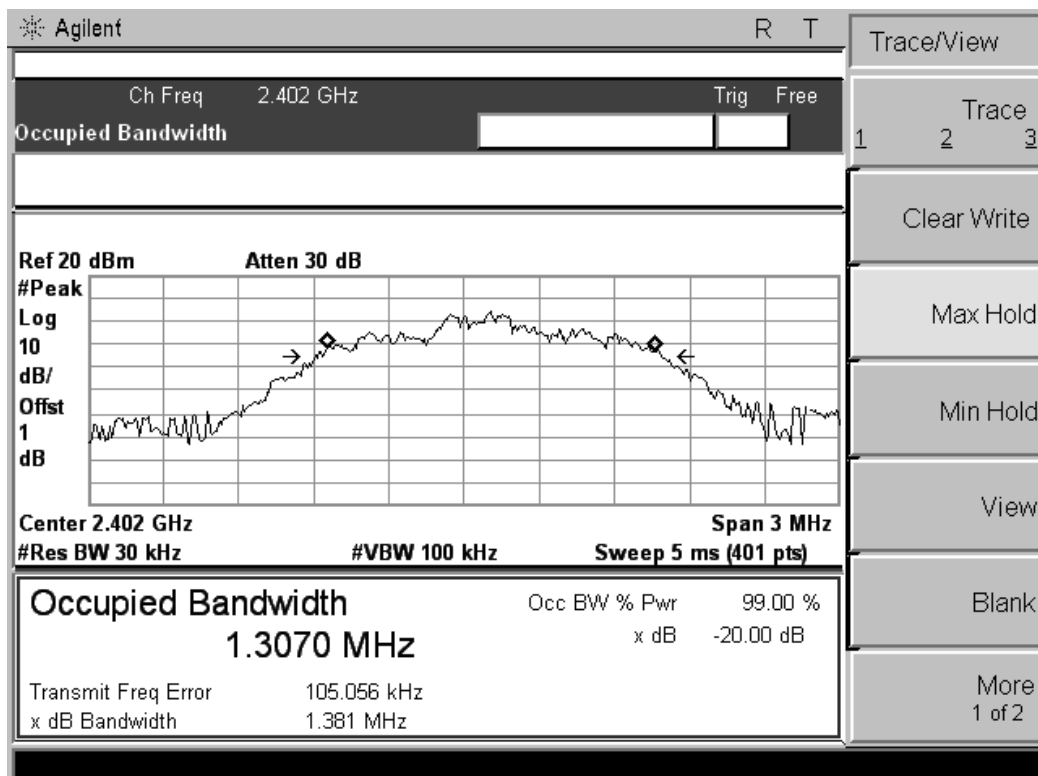 Agilent R T
Trace/View
Ch Freq 2.402 GHz Trig Free
Occupied Bandwidth
Trace
1 2 3
Clear Write
Ref 20 dBm Atten 30 dB
#Peak
Log
10
dB/
Offst
1
dB
Max Hold
Min Hold
Center 2.402 GHz Span 3 MHz
#Res BW 30 kHz #VBW 100 kHz Sweep 5 ms (401 pts)
View
Occupied Bandwidth
1.3070 MHz
Occ BW % Pwr 99.00 %
x dB -20.00 dB
Transmit Freq Error 105.056 kHz
x dB Bandwidth 1.381 MHz
Blank
More
1 of 2